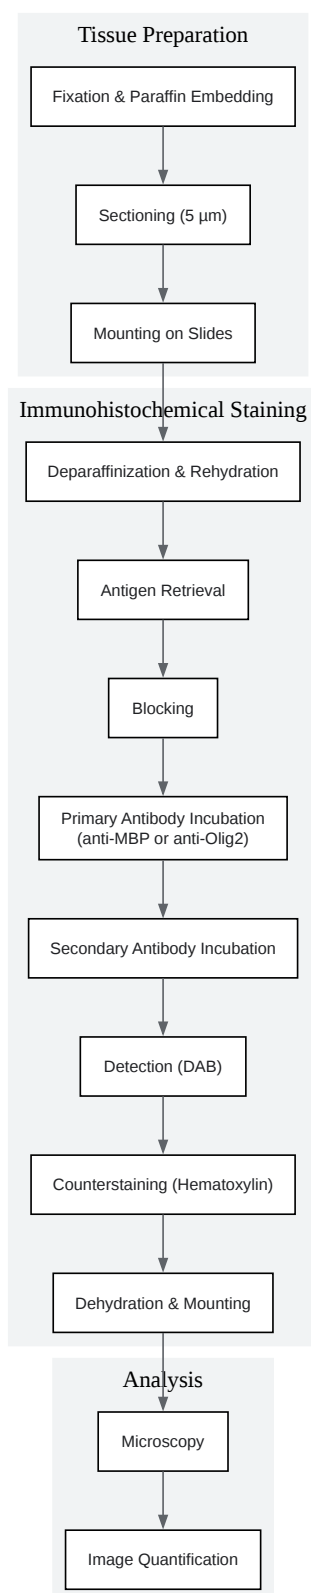 Tissue Preparation
Fixation & Paraffin Embedding
Sectioning (5 µm)
Mounting on Slides
Immunohistochemical Staining
Deparaffinization & Rehydration
Antigen Retrieval
Blocking
Primary Antibody Incubation
(anti-MBP or anti-Olig2)
Secondary Antibody Incubation
Detection (DAB)
Counterstaining (Hematoxylin)
Dehydration & Mounting
Analysis
Microscopy
Image Quantification